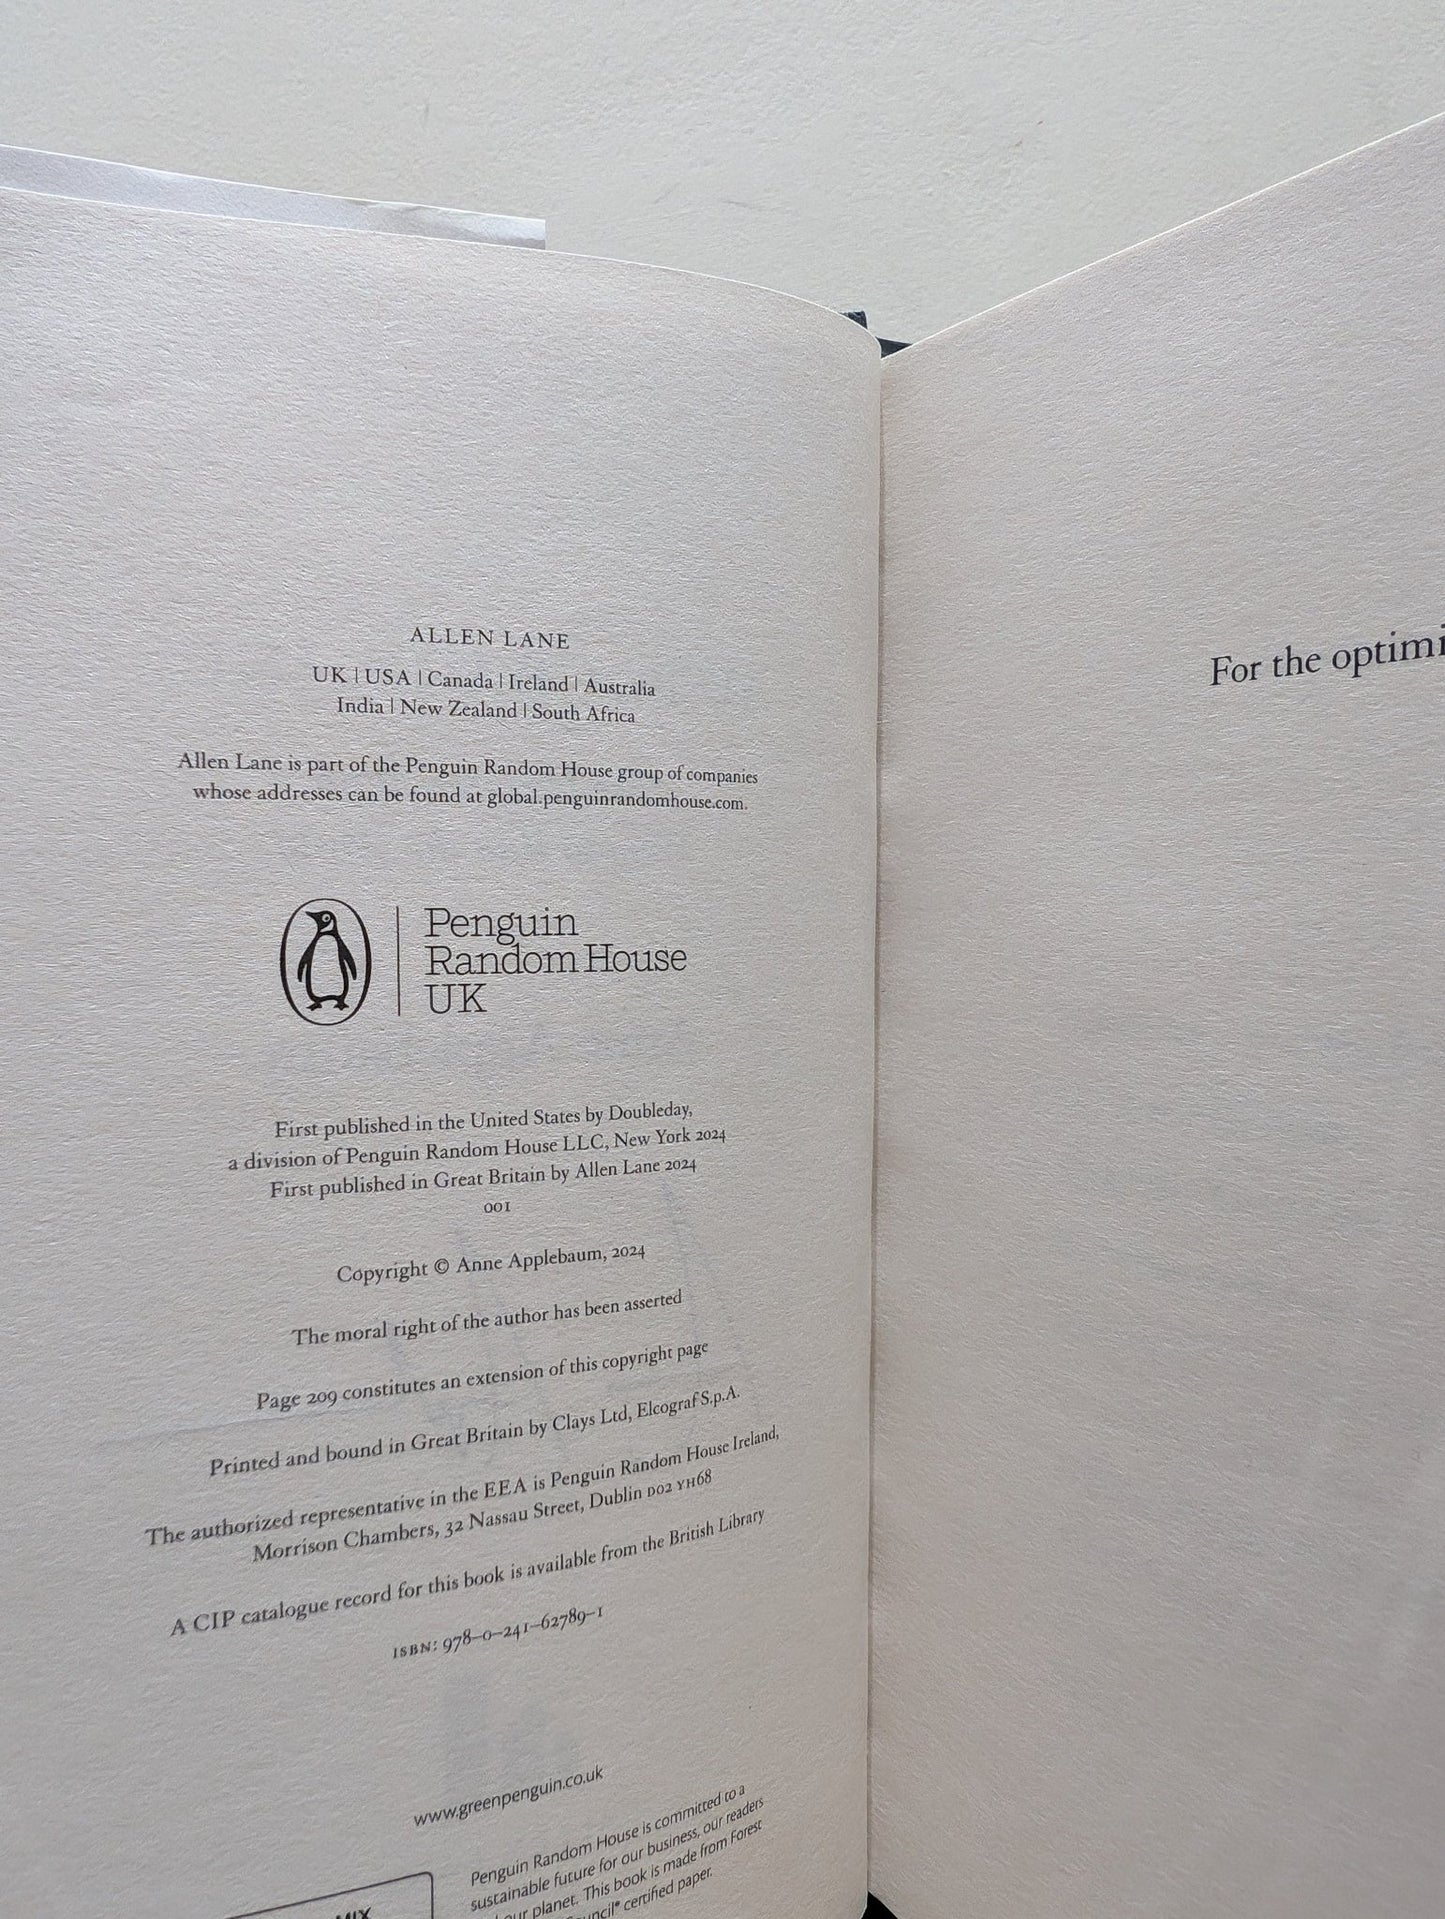 ALLEN LANE
UK | USA | Canada | Ireland | Australia
India | New Zealand | South Africa
Allen Lane is part of the Penguin Random House group of companies
whose addresses can be found at global.penguinrandomhouse.com.
Penguin
Random House
UK
First published in the United States by Doubleday,
a division of Penguin Random House LLC, New York 2024
First published in Great Britain by Allen Lane 2024
001
Copyright © Anne Applebaum, 2024
The moral right of the author has been asserted
Page 209 constitutes an extension of this copyright page
Printed and bound in Great Britain by Clays Ltd, Elcograf S.p.A.
The authorized representative in the EEA is Penguin Random House Ireland,
Morrison Chambers, 32 Nassau Street, Dublin D02 YH68
A CIP catalogue record for this book is available from the British Library
ISBN: 978–0–241–62789–1
www.greenpenguin.co.uk
MIX
Penguin Random House is committed to a
sustainable future for our business, our readers
our planet. This book is made from Forest
certified paper.
For the optimi